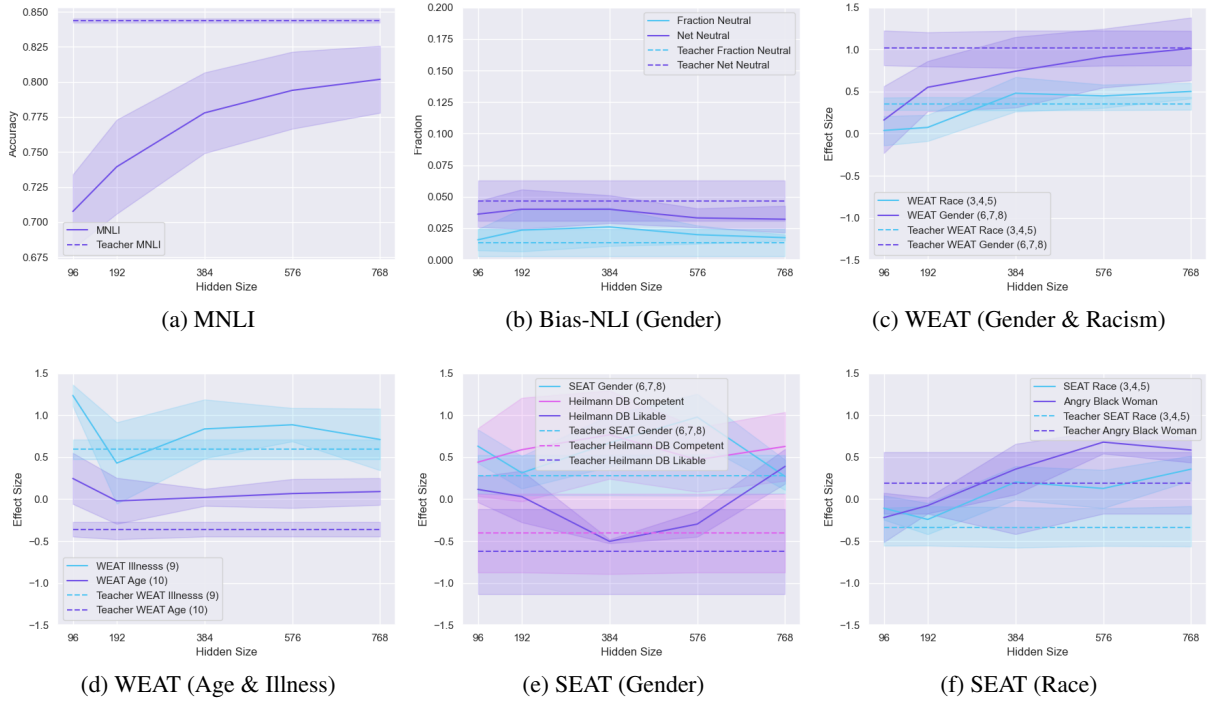 0.850
0.825
0.800
0.775
0.750
0.725
0.700
0.675
Accuracy
MNLI
Teacher MNLI
96 192 384 576 768
Hidden Size
(a) MNLI
0.200
0.175
0.150
0.125
0.100
0.075
0.050
0.025
0.000
Fraction
Fraction Neutral
Net Neutral
Teacher Fraction Neutral
Teacher Net Neutral
96 192 384 576 768
Hidden Size
(b) Bias-NLI (Gender)
1.5
1.0
0.5
0.0
−0.5
−1.0
−1.5
Effect Size
WEAT Race (3,4,5)
WEAT Gender (6,7,8)
Teacher WEAT Race (3,4,5)
Teacher WEAT Gender (6,7,8)
96 192 384 576 768
Hidden Size
(c) WEAT (Gender & Racism)
1.5
1.0
0.5
0.0
−0.5
−1.0
−1.5
Effect Size
WEAT Illnesss (9)
WEAT Age (10)
Teacher WEAT Illnesss (9)
Teacher WEAT Age (10)
96 192 384 576 768
Hidden Size
(d) WEAT (Age & Illness)
1.5
1.0
0.5
0.0
−0.5
−1.0
−1.5
Effect Size
SEAT Gender (6,7,8)
Heilmann DB Competent
Heilmann DB Likable
Teacher SEAT Gender (6,7,8)
Teacher Heilmann DB Competent
Teacher Heilmann DB Likable
96 192 384 576 768
Hidden Size
(e) SEAT (Gender)
1.5
1.0
0.5
0.0
−0.5
−1.0
−1.5
Effect Size
SEAT Race (3,4,5)
Angry Black Woman
Teacher SEAT Race (3,4,5)
Teacher Angry Black Woman
96 192 384 576 768
Hidden Size
(f) SEAT (Race)